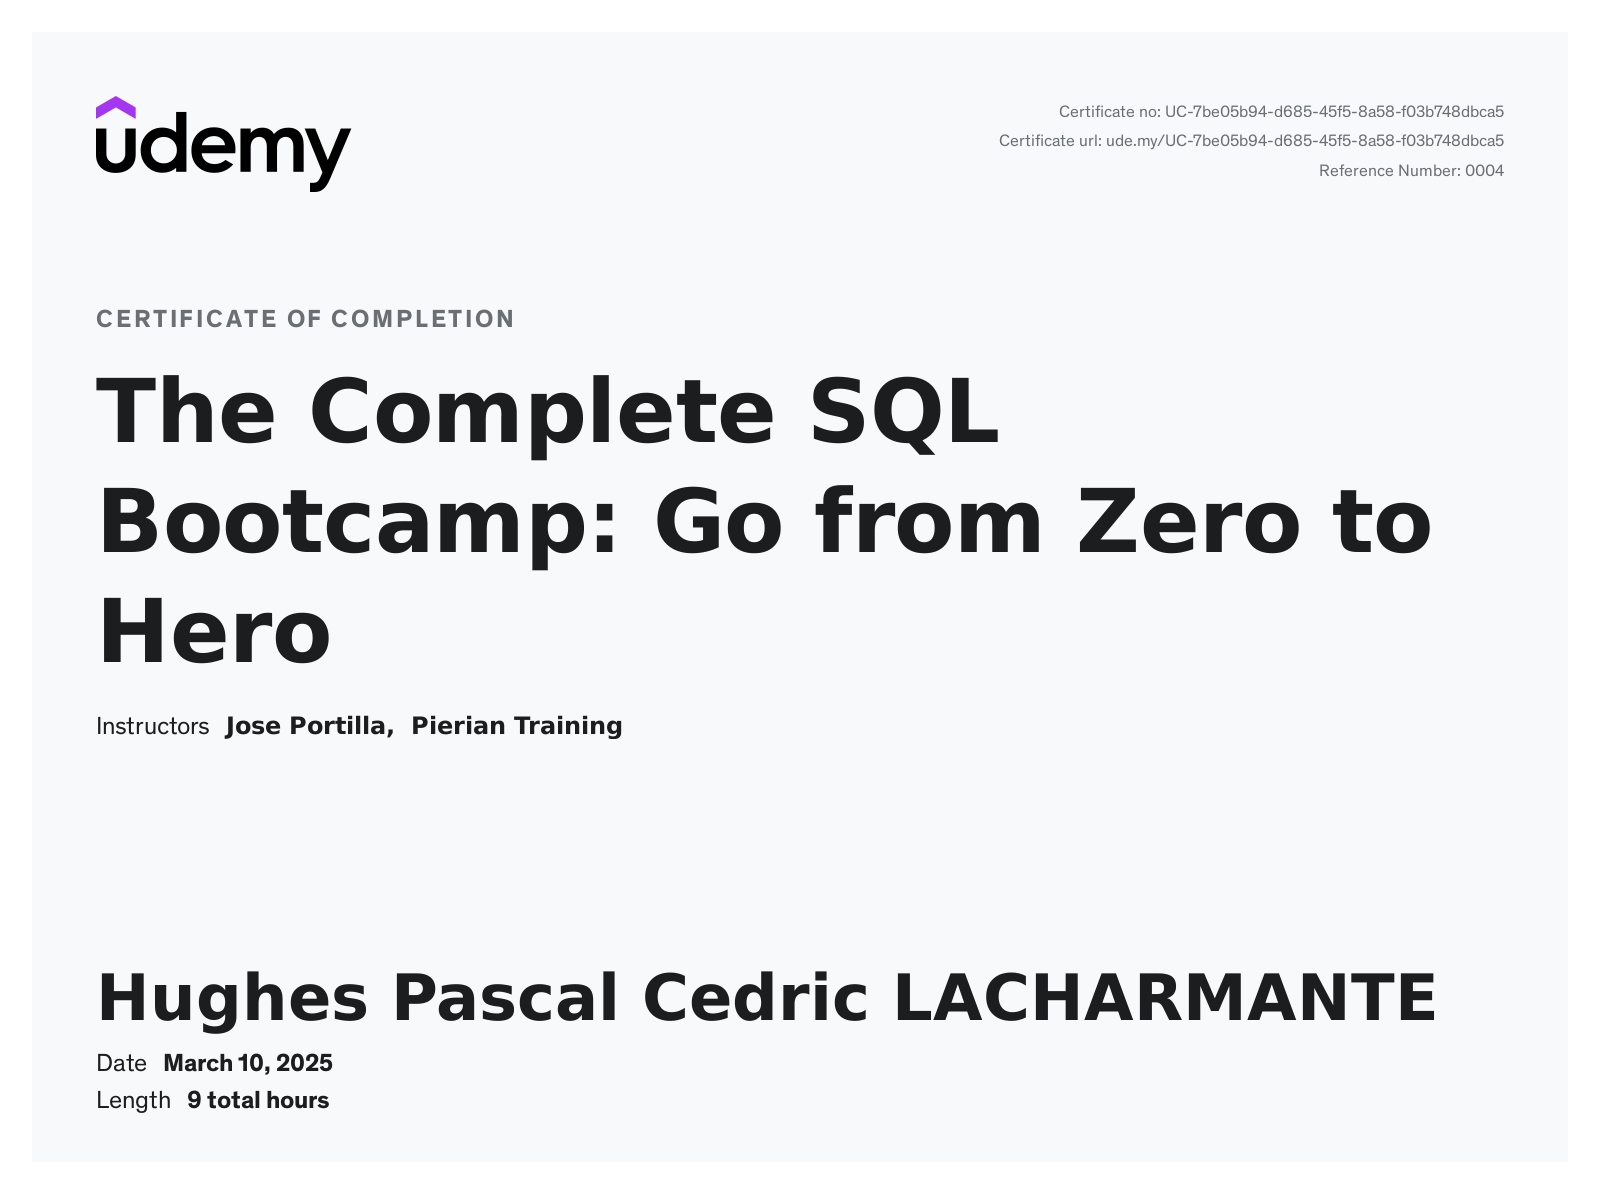 udemy
Certificate no: UC-7be05b94-d685-45f5-8a58-f03b748dbca5
Certificate url: ude.my/UC-7be05b94-d685-45f5-8a58-f03b748dbca5
Reference Number: 0004
CERTIFICATE OF COMPLETION
The Complete SQL
Bootcamp: Go from Zero to
Hero
Instructors Jose Portilla, Pierian Training
Hughes Pascal Cedric LACHARMANTE
Date March 10, 2025
Length 9 total hours